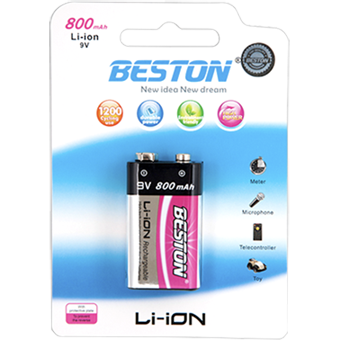 800mAh
Li-ion
9V
BESTON®
New idea New dream
1200
Meter
Microphone
Telecontroller
Toy
9V 800mAh
Li-ION
Rechargeable
BESTON
Li-iON